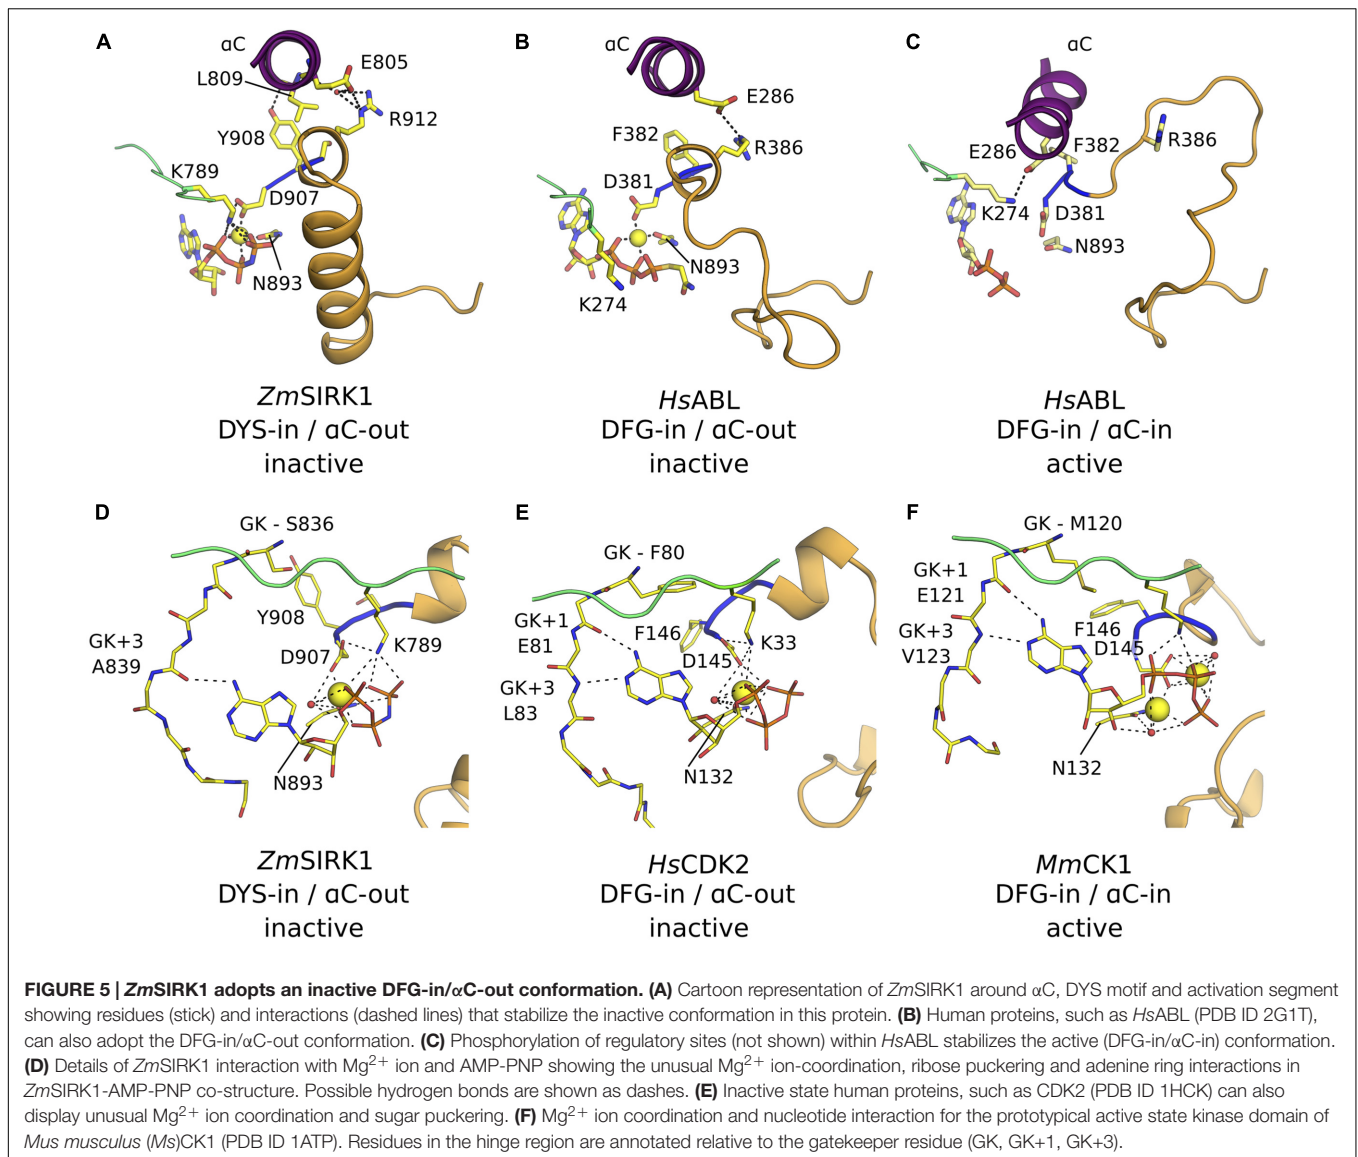 A
αC
E805
L809
R912
Y908
K789
D907
N893
ZmSIRK1
DYS-in / αC-out
inactive
B
αC
E286
F382
R386
D381
N893
K274
HsABL
DFG-in / αC-out
inactive
C
αC
E286
F382
R386
K274
D381
N893
HsABL
DFG-in / αC-in
active
D
GK - S836
Y908
GK+3
A839
K789
D907
N893
ZmSIRK1
DYS-in / αC-out
inactive
E
GK - F80
GK+1
E81
F146
K33
D145
GK+3
L83
N132
HsCDK2
DFG-in / αC-out
inactive
F
GK - M120
GK+1
E121
GK+3
V123
F146
D145
N132
MmCK1
DFG-in / αC-in
active
FIGURE 5 | ZmSIRK1 adopts an inactive DFG-in/αC-out conformation. (A) Cartoon representation of ZmSIRK1 around αC, DYS motif and activation segment
showing residues (stick) and interactions (dashed lines) that stabilize the inactive conformation in this protein. (B) Human proteins, such as HsABL (PDB ID 2G1T),
can also adopt the DFG-in/αC-out conformation. (C) Phosphorylation of regulatory sites (not shown) within HsABL stabilizes the active (DFG-in/αC-in) conformation.
(D) Details of ZmSIRK1 interaction with Mg2+ ion and AMP-PNP showing the unusual Mg2+ ion-coordination, ribose puckering and adenine ring interactions in
ZmSIRK1-AMP-PNP co-structure. Possible hydrogen bonds are shown as dashes. (E) Inactive state human proteins, such as CDK2 (PDB ID 1HCK) can also
display unusual Mg2+ ion coordination and sugar puckering. (F) Mg2+ ion coordination and nucleotide interaction for the prototypical active state kinase domain of
Mus musculus (Ms)CK1 (PDB ID 1ATP). Residues in the hinge region are annotated relative to the gatekeeper residue (GK, GK+1, GK+3).